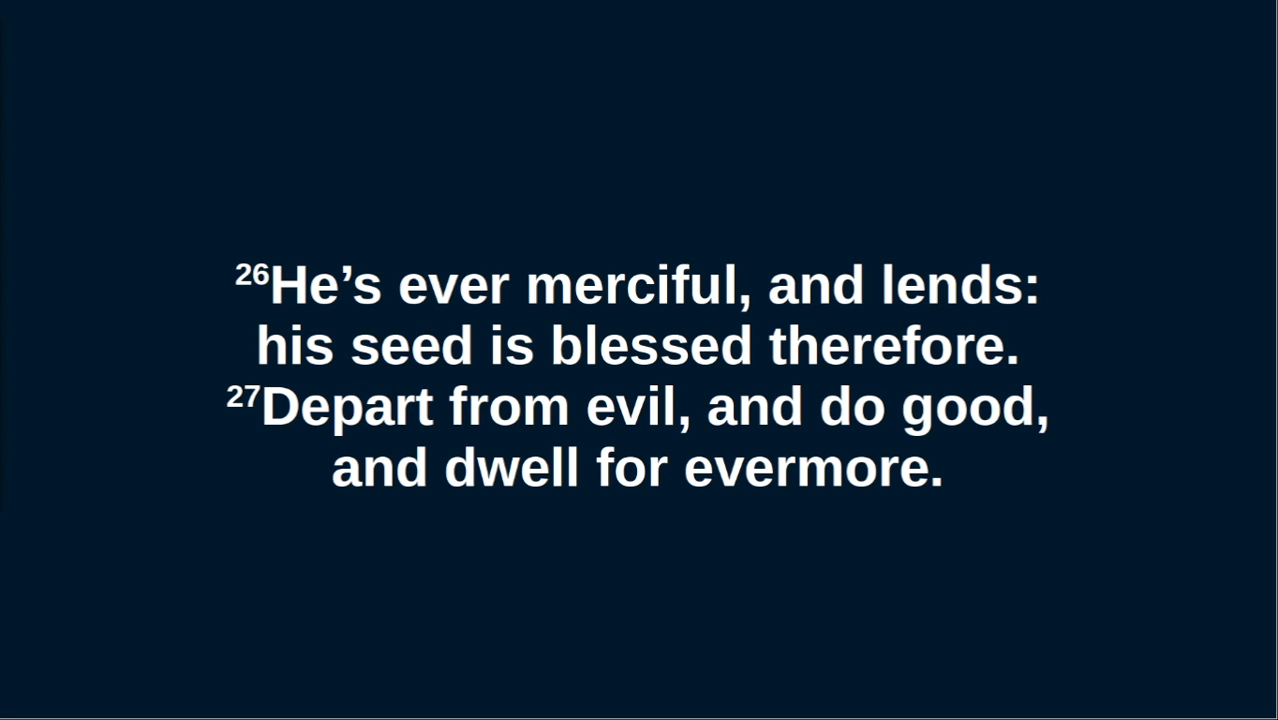 26He’s ever merciful, and lends:
his seed is blessed therefore.
27Depart from evil, and do good,
and dwell for evermore.